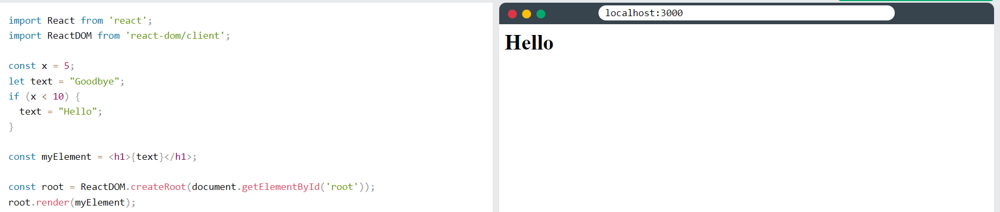 import React from 'react';
import ReactDOM from 'react-dom/client';
const x = 5;
let text = "Goodbye";
if (x < 10) {
  text = "Hello";
}
const myElement = <h1>{text}</h1>;
const root = ReactDOM.createRoot(document.getElementById('root'));
root.render(myElement);
localhost:3000
Hello